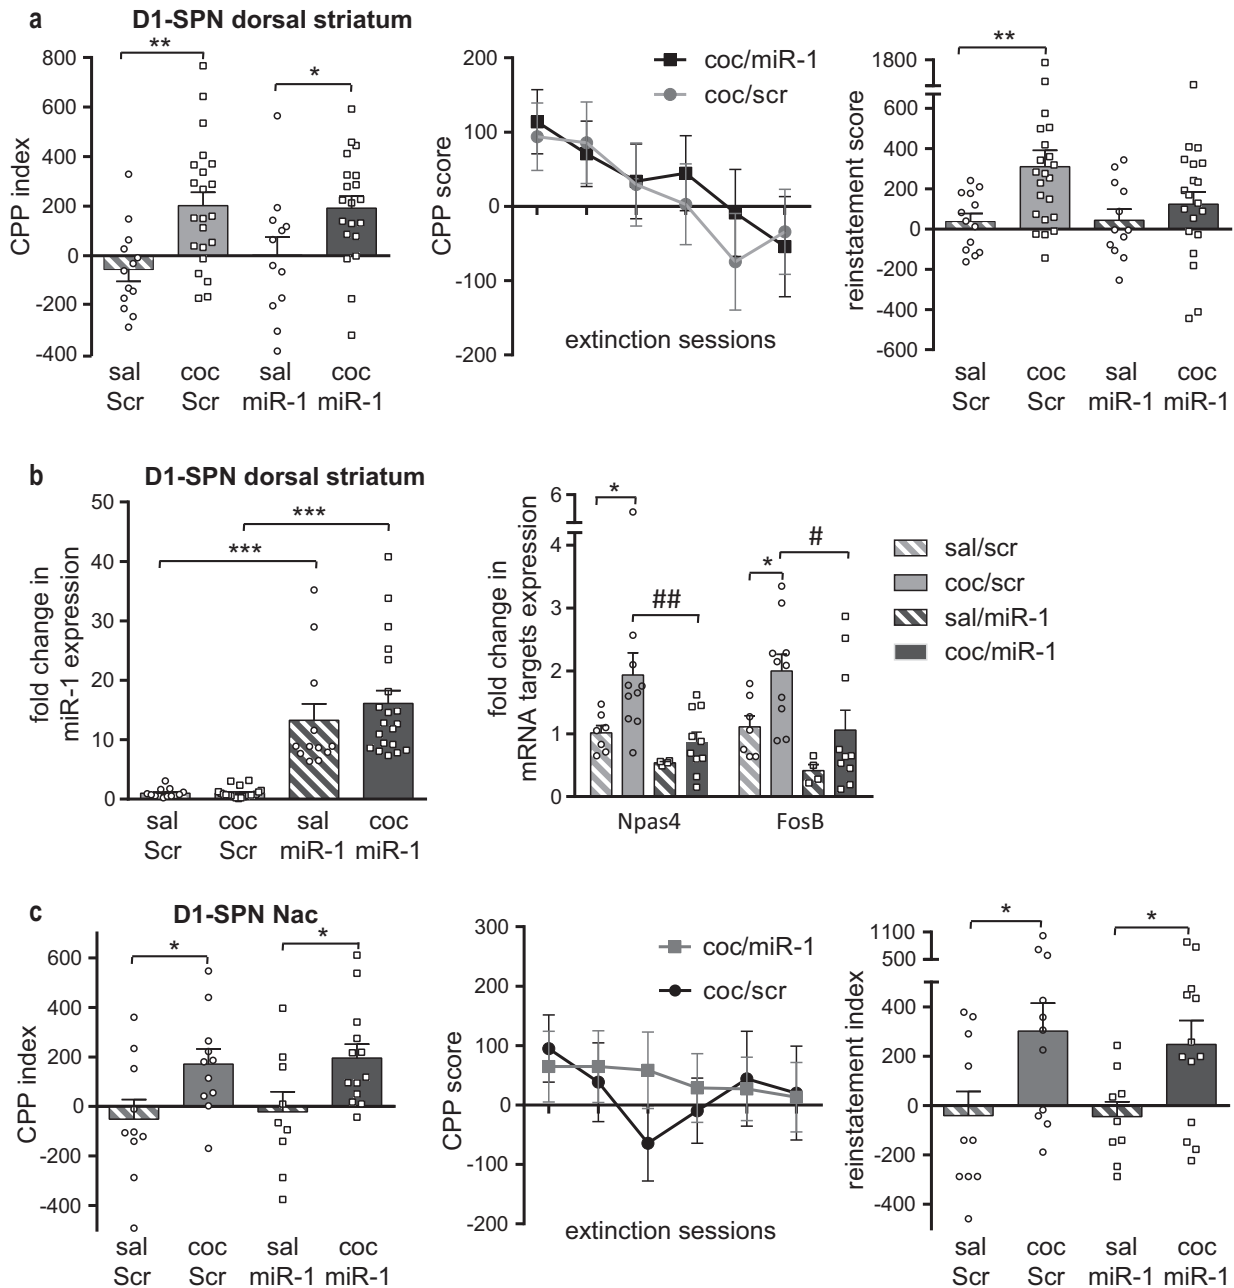 a
D1-SPN dorsal striatum
CPP index
800
600
400
200
0
-200
-400
**
*
sal
Scr
coc
Scr
sal
miR-1
coc
miR-1
CPP score
200
100
0
-100
-200
coc/miR-1
coc/scr
extinction sessions
reinstatement score
1800
600
400
200
0
-200
-400
-600
**
sal
Scr
coc
Scr
sal
miR-1
coc
miR-1
b
D1-SPN dorsal striatum
fold change in
miR-1 expression
50
40
30
20
10
0
***
***
sal
Scr
coc
Scr
sal
miR-1
coc
miR-1
fold change in
mRNA targets expression
6
4
3
2
1
0
*
##
*
#
Npas4
FosB
sal/scr
coc/scr
sal/miR-1
coc/miR-1
c
D1-SPN Nac
CPP index
600
400
200
0
-200
-400
*
*
sal
Scr
coc
Scr
sal
miR-1
coc
miR-1
CPP score
300
200
100
0
-100
-200
coc/miR-1
coc/scr
extinction sessions
reinstatement index
1100
500
400
200
0
-200
-400
*
*
sal
Scr
coc
Scr
sal
miR-1
coc
miR-1